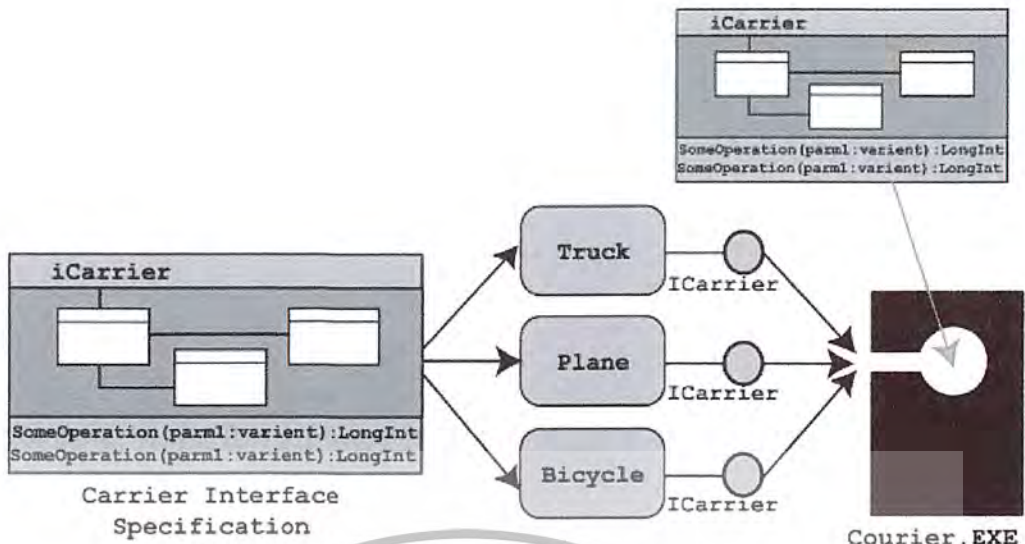 iCarrier
SomeOperation(parm1:varient):LongInt
SomeOperation(parm1:varient):LongInt
iCarrier
SomeOperation(parm1:varient):LongInt
SomeOperation(parm1:varient):LongInt
Carrier Interface
Specification
Truck
ICarrier
Plane
ICarrier
Bicycle
ICarrier
Courier.EXE